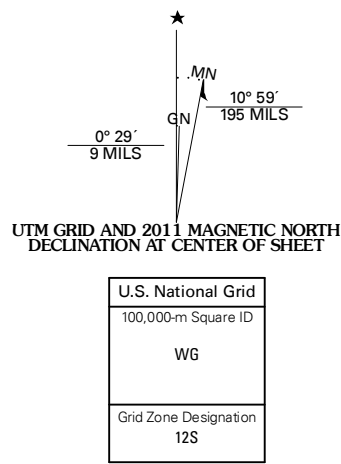 MN
10° 59´
195 MILS
GN
0° 29´
9 MILS
UTM GRID AND 2011 MAGNETIC NORTH
DECLINATION AT CENTER OF SHEET
U.S. National Grid
100,000-m Square ID
WG
Grid Zone Designation
12S